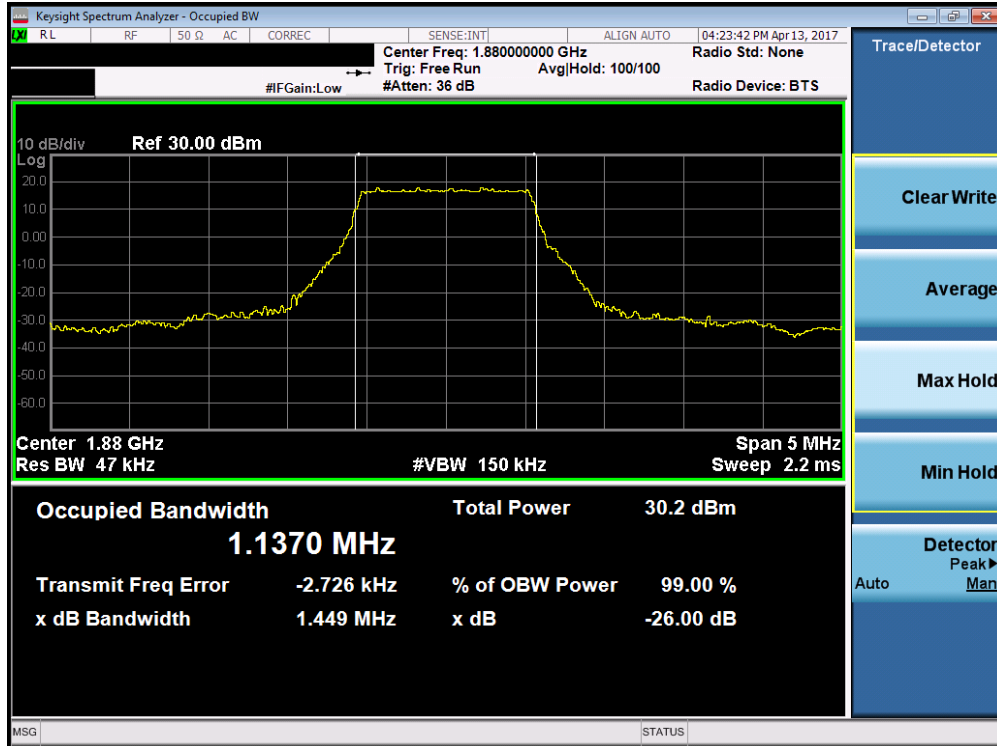 Keysight Spectrum Analyzer - Occupied BW
LXI RL RF 50 Ω AC CORREC SENSE:INT ALIGN AUTO 04:23:42 PM Apr 13, 2017
Center Freq: 1.880000000 GHz Radio Std: None
Trig: Free Run Avg|Hold: 100/100
#IFGain:Low #Atten: 36 dB Radio Device: BTS
10 dB/div Ref 30.00 dBm
Log
20.0
10.0
0.00
-10.0
-20.0
-30.0
-40.0
-50.0
-60.0
Center 1.88 GHz Span 5 MHz
Res BW 47 kHz #VBW 150 kHz Sweep 2.2 ms
Occupied Bandwidth Total Power 30.2 dBm
1.1370 MHz
Transmit Freq Error -2.726 kHz % of OBW Power 99.00 %
x dB Bandwidth 1.449 MHz x dB -26.00 dB
MSG STATUS
Trace/Detector
Clear Write
Average
Max Hold
Min Hold
Detector
Peak▶
Auto Man